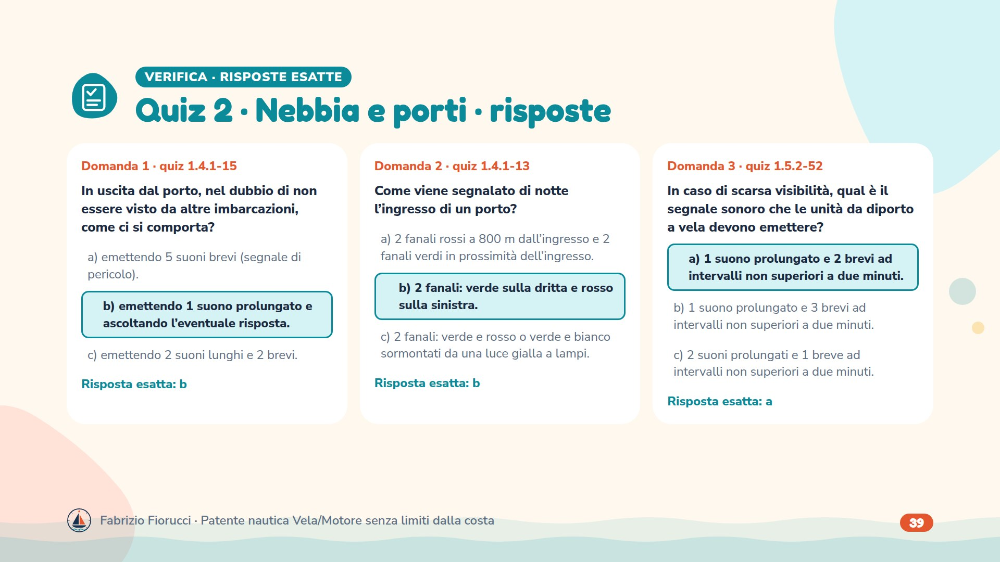 VERIFICA · RISPOSTE ESATTE
Quiz 2 · Nebbia e porti · risposte
Domanda 1 · quiz 1.4.1-15
In uscita dal porto, nel dubbio di non
essere visto da altre imbarcazioni,
come ci si comporta?
a) emettendo 5 suoni brevi (segnale di
pericolo).
b) emettendo 1 suono prolungato e
ascoltando l’eventuale risposta.
c) emettendo 2 suoni lunghi e 2 brevi.
Risposta esatta: b
Domanda 2 · quiz 1.4.1-13
Come viene segnalato di notte
l’ingresso di un porto?
a) 2 fanali rossi a 800 m dall’ingresso e 2
fanali verdi in prossimità dell’ingresso.
b) 2 fanali: verde sulla dritta e rosso
sulla sinistra.
c) 2 fanali: verde e rosso o verde e bianco
sormontati da una luce gialla a lampi.
Risposta esatta: b
Domanda 3 · quiz 1.5.2-52
In caso di scarsa visibilità, qual è il
segnale sonoro che le unità da diporto
a vela devono emettere?
a) 1 suono prolungato e 2 brevi ad
intervalli non superiori a due minuti.
b) 1 suono prolungato e 3 brevi ad
intervalli non superiori a due minuti.
c) 2 suoni prolungati e 1 breve ad
intervalli non superiori a due minuti.
Risposta esatta: a
Fabrizio Fiorucci · Patente nautica Vela/Motore senza limiti dalla costa
39